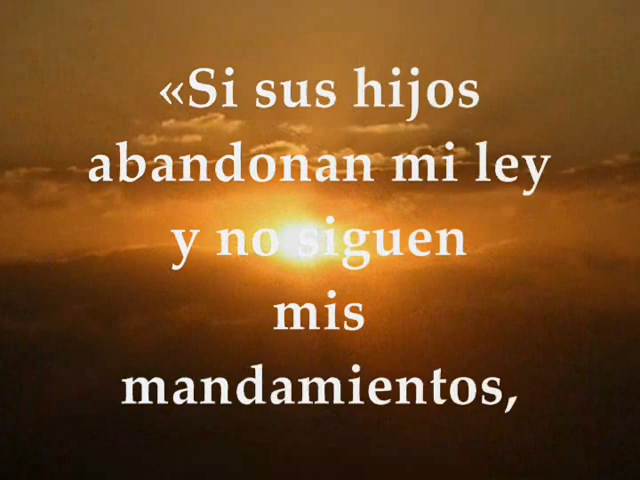 «Si sus hijos
abandonan mi ley
y no siguen
mis
mandamientos,